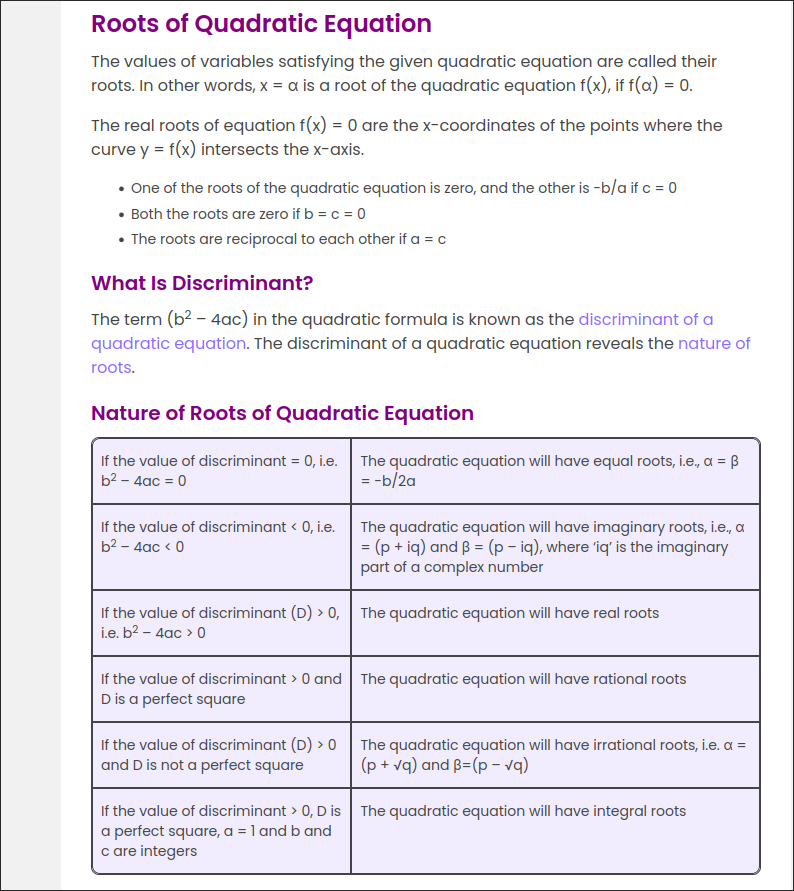 Roots of Quadratic Equation
The values of variables satisfying the given quadratic equation are called their
roots. In other words, x = α is a root of the quadratic equation f(x), if f(α) = 0.
The real roots of equation f(x) = 0 are the x-coordinates of the points where the
curve y = f(x) intersects the x-axis.
• One of the roots of the quadratic equation is zero, and the other is -b/a if c = 0
• Both the roots are zero if b = c = 0
• The roots are reciprocal to each other if a = c
What Is Discriminant?
The term (b² – 4ac) in the quadratic formula is known as the discriminant of a
quadratic equation. The discriminant of a quadratic equation reveals the nature of
roots.
Nature of Roots of Quadratic Equation
If the value of discriminant = 0, i.e.
b² – 4ac = 0
The quadratic equation will have equal roots, i.e., α = β
= -b/2a
If the value of discriminant < 0, i.e.
b² – 4ac < 0
The quadratic equation will have imaginary roots, i.e., α
= (p + iq) and β = (p – iq), where ‘iq’ is the imaginary
part of a complex number
If the value of discriminant (D) > 0,
i.e. b² – 4ac > 0
The quadratic equation will have real roots
If the value of discriminant > 0 and
D is a perfect square
The quadratic equation will have rational roots
If the value of discriminant (D) > 0
and D is not a perfect square
The quadratic equation will have irrational roots, i.e. α =
(p + √q) and β=(p – √q)
If the value of discriminant > 0, D is
a perfect square, a = 1 and b and
c are integers
The quadratic equation will have integral roots